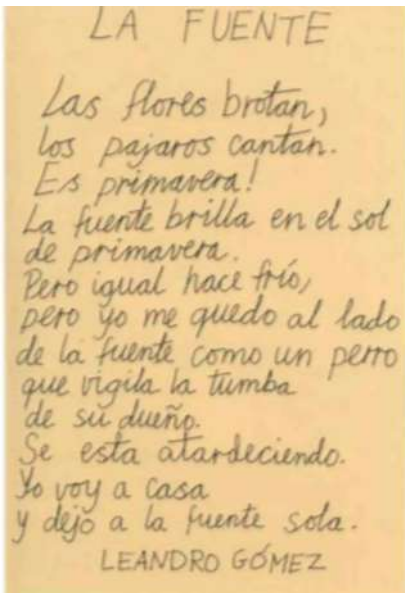 LA FUENTE
Las flores brotan,
los pajaros cantan.
Es primavera!
La fuente brilla en el sol
de primavera.
Pero igual hace frío,
pero yo me quedo al lado
de la fuente como un perro
que vigila la tumba
de su dueño.
Se esta atardeciendo.
Yo voy a casa
y dejo a la fuente sola.
LEANDRO GÓMEZ